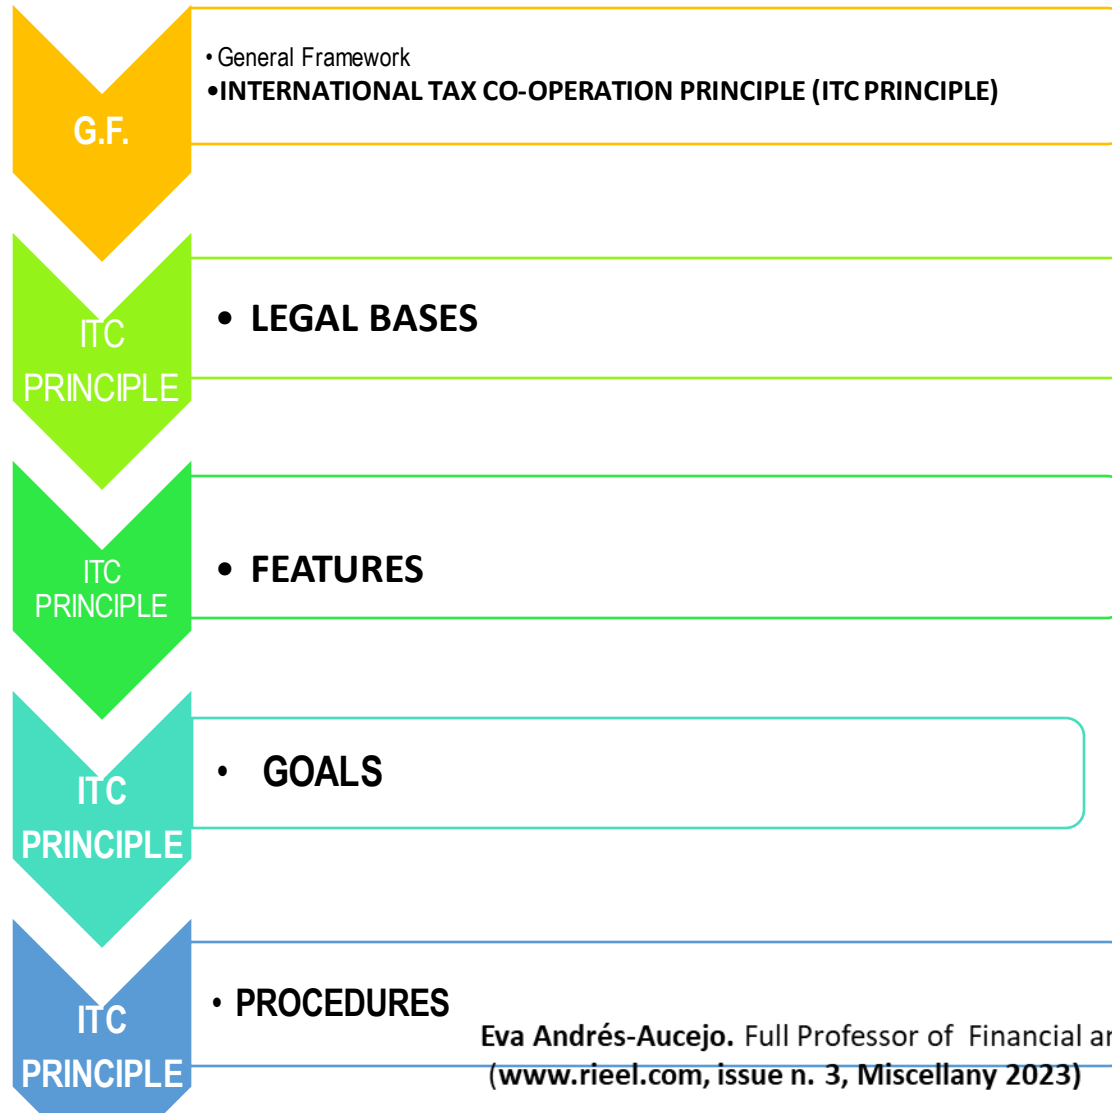 G.F.
• General Framework
•INTERNATIONAL TAX CO-OPERATION PRINCIPLE (ITC PRINCIPLE)
ITC
PRINCIPLE
• LEGAL BASES
ITC
PRINCIPLE
• FEATURES
ITC
PRINCIPLE
• GOALS
ITC
PRINCIPLE
• PROCEDURES
Eva Andrés-Aucejo. Full Professor of Financial
(www.rieel.com, issue n. 3, Miscellany 2023)